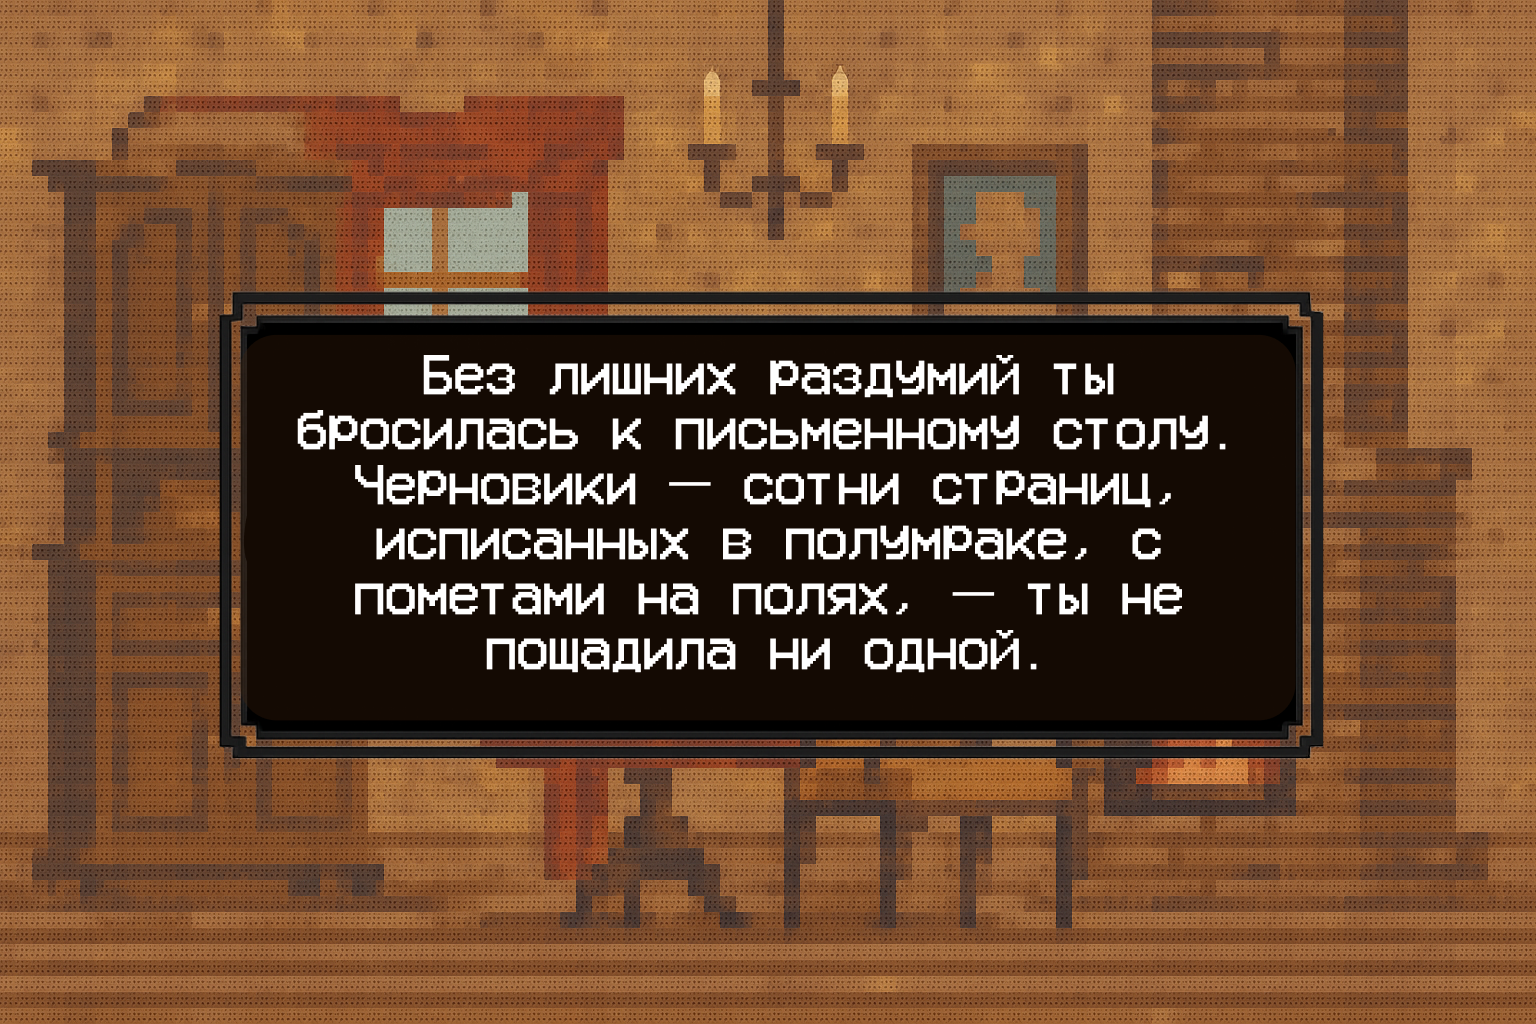 Без лишних раздумий ты
бросилась к письменному столу.
Черновики — сотни страниц,
исписанных в полумраке, с
пометами на полях, — ты не
пощадила ни одной.